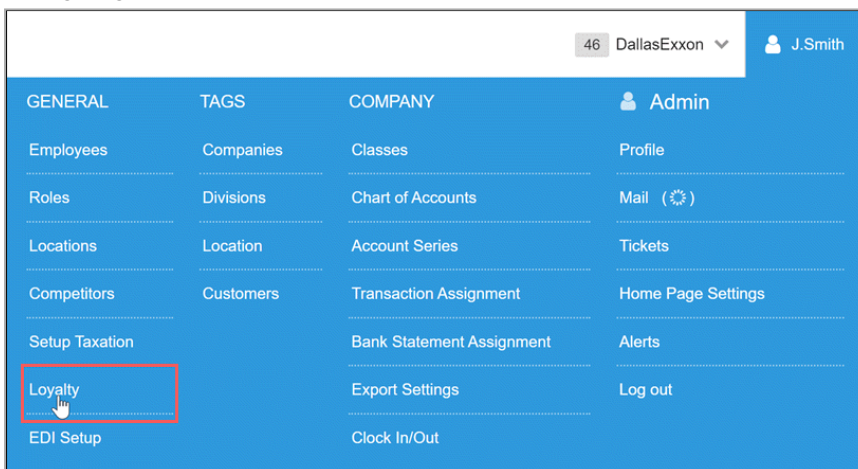 46 DallasExxon J.Smith
GENERAL TAGS COMPANY Admin
Employees Companies Classes Profile
Roles Divisions Chart of Accounts Mail ( )
Locations Location Account Series Tickets
Competitors Customers Transaction Assignment Home Page Settings
Setup Taxation Bank Statement Assignment Alerts
Loyalty Export Settings Log out
EDI Setup Clock In/Out